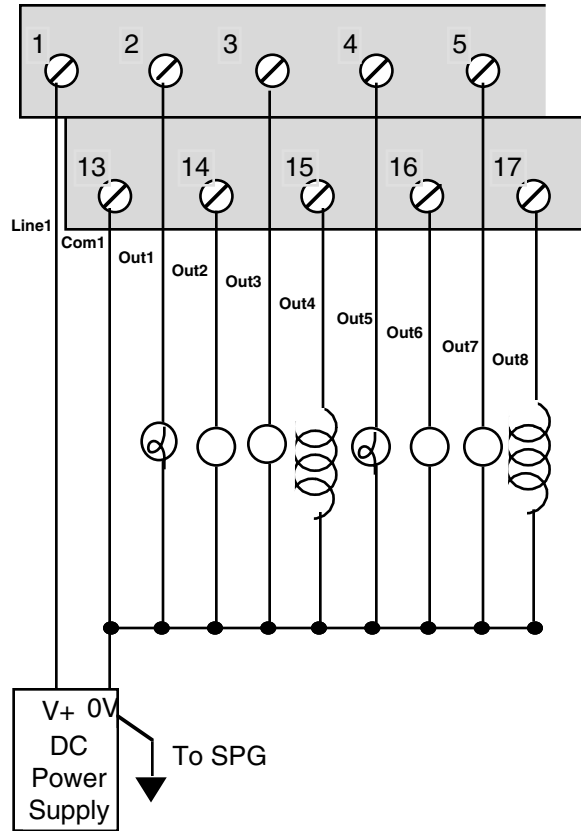 1 2 3 4 5
13 14 15 16 17
Line1
Com1
Out1
Out2
Out3
Out4
Out5
Out6
Out7
Out8
V+ 0V
DC
Power
Supply
To SPG